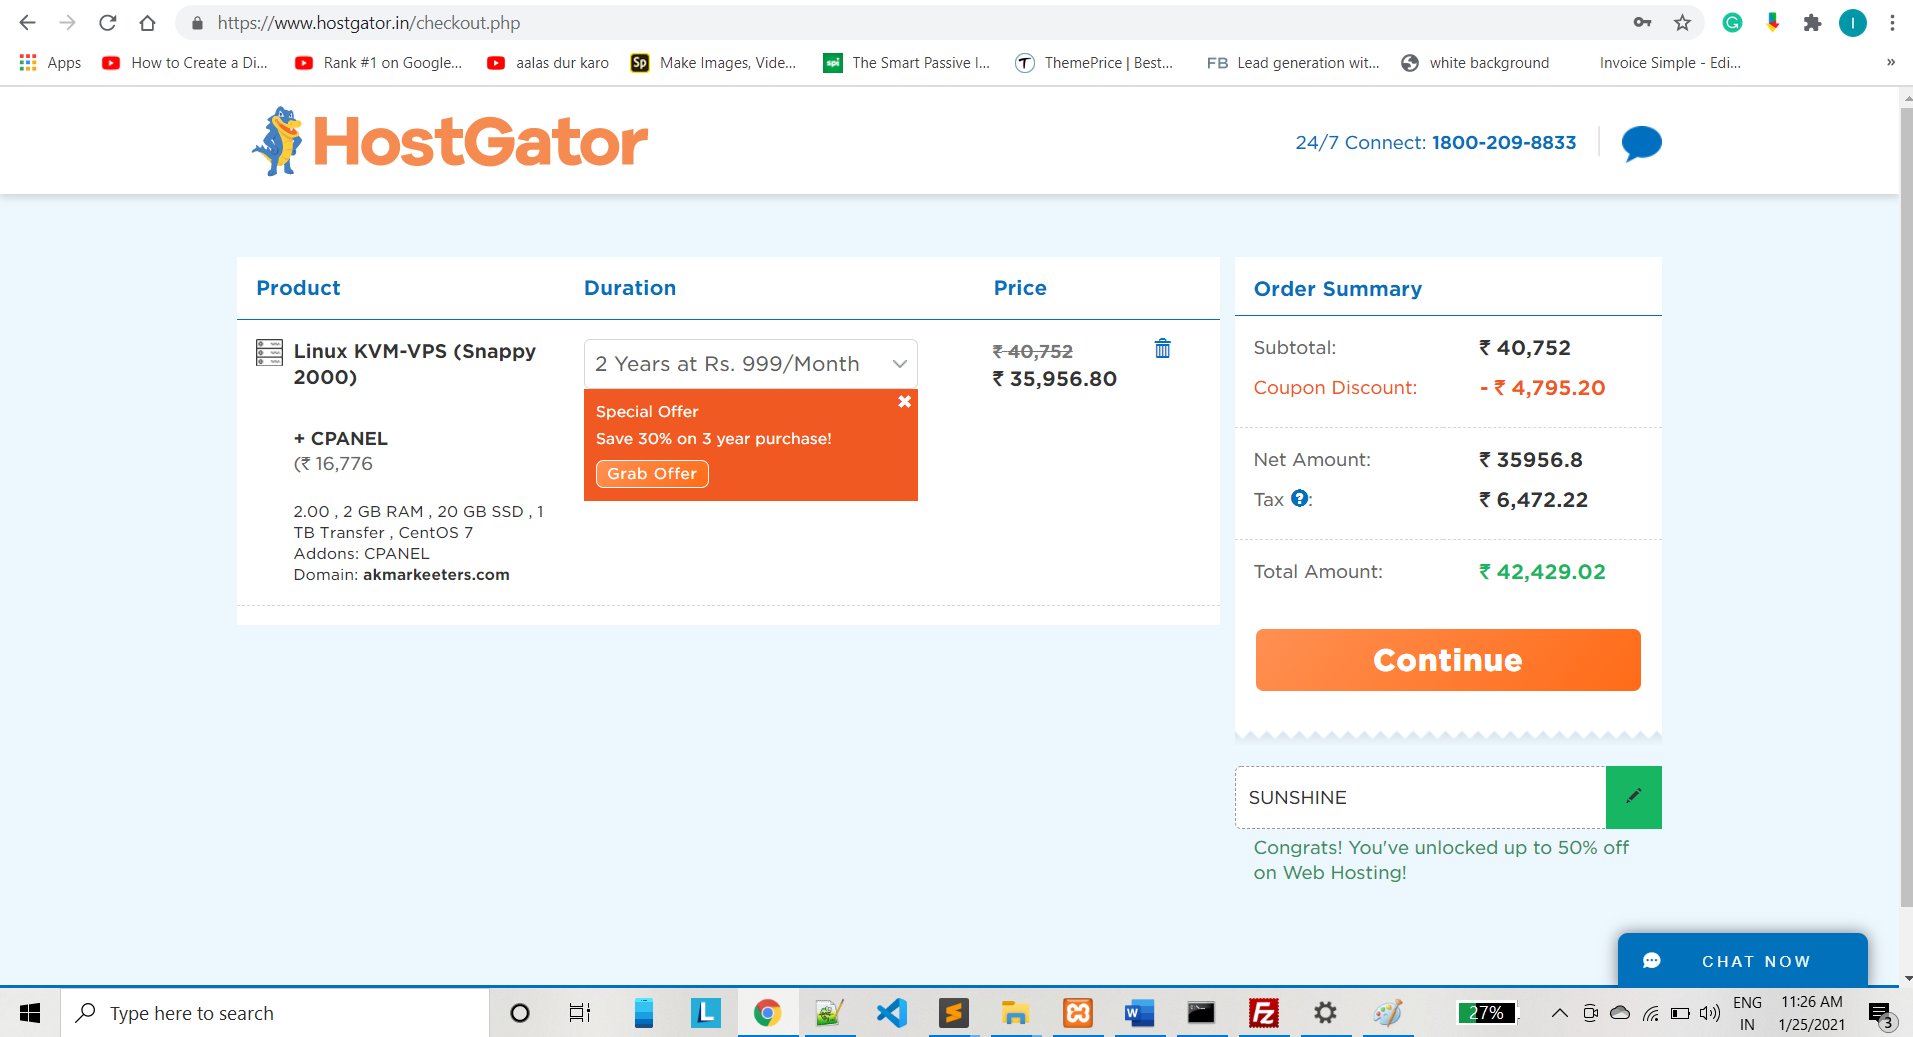 https://www.hostgator.in/checkout.php
Apps
How to Create a Di...
Rank #1 on Google...
aalas dur karo
Sp
Make Images, Vide...
spi
The Smart Passive I...
T
ThemePrice | Best...
FB
Lead generation wit...
white background
Invoice Simple - Edi...
»
HostGator
24/7 Connect: 1800-209-8833
Product
Duration
Price
Linux KVM-VPS (Snappy
2000)
2 Years at Rs. 999/Month
₹ 40,752
₹ 35,956.80
Special Offer
Save 30% on 3 year purchase!
Grab Offer
+ CPANEL
(₹ 16,776
2.00 , 2 GB RAM , 20 GB SSD , 1
TB Transfer , CentOS 7
Addons: CPANEL
Domain: akmarkeeters.com
Order Summary
Subtotal: ₹ 40,752
Coupon Discount: - ₹ 4,795.20
Net Amount: ₹ 35956.8
Tax ?: ₹ 6,472.22
Total Amount: ₹ 42,429.02
Continue
SUNSHINE
Congrats! You've unlocked up to 50% off
on Web Hosting!
CHAT NOW
Type here to search
27%
ENG
IN
11:26 AM
1/25/2021
3